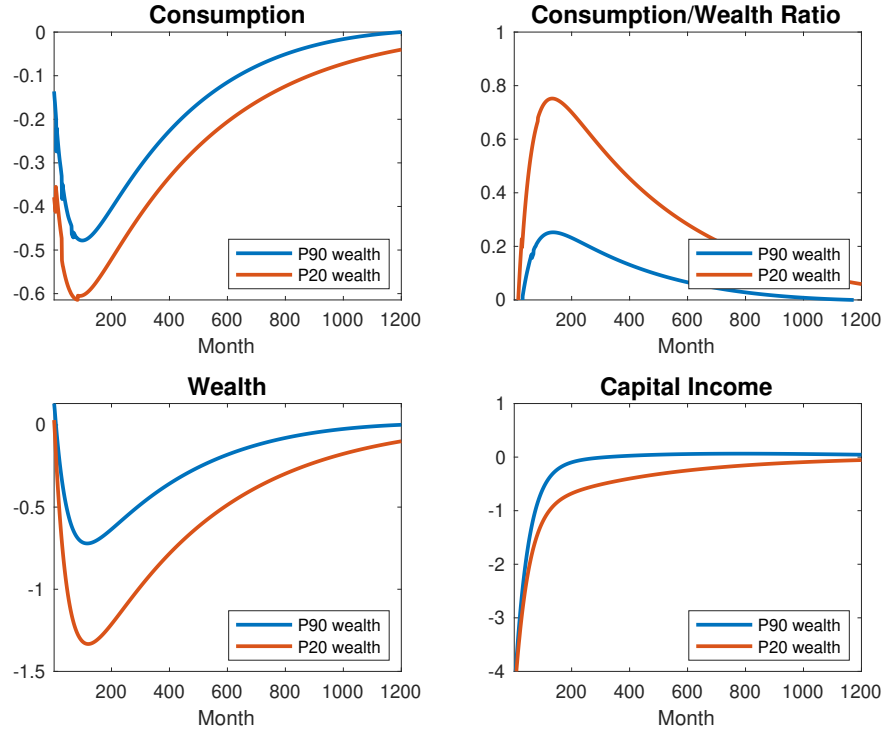 Consumption
0
-0.1
-0.2
-0.3
-0.4
-0.5
-0.6
200 400 600 800 1000 1200
Month
P90 wealth
P20 wealth
Consumption/Wealth Ratio
1
0.8
0.6
0.4
0.2
0
200 400 600 800 1000 1200
Month
P90 wealth
P20 wealth
Wealth
0
-0.5
-1
-1.5
200 400 600 800 1000 1200
Month
P90 wealth
P20 wealth
Capital Income
1
0
-1
-2
-3
-4
200 400 600 800 1000 1200
Month
P90 wealth
P20 wealth